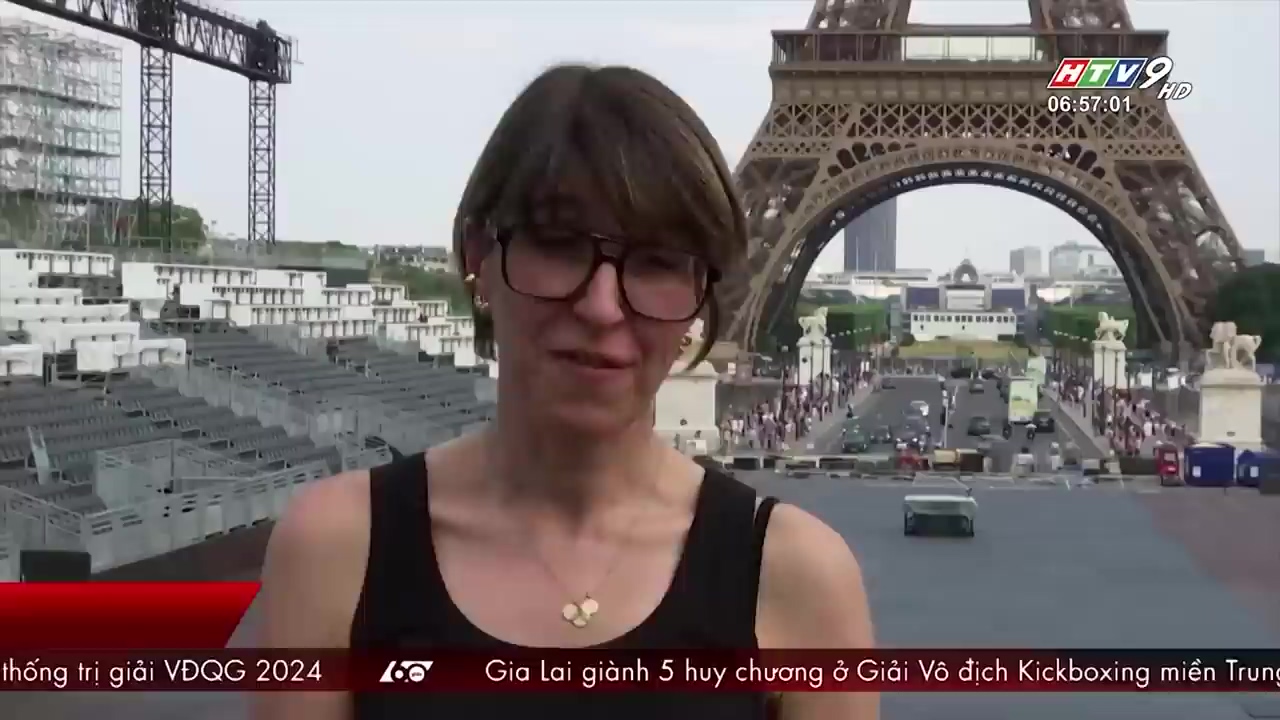 HTV9 HD
06:57:01
thống trị giải VĐQG 2024 60 Gia Lai giành 5 huy chương ở Giải Vô địch Kickboxing miền Trung